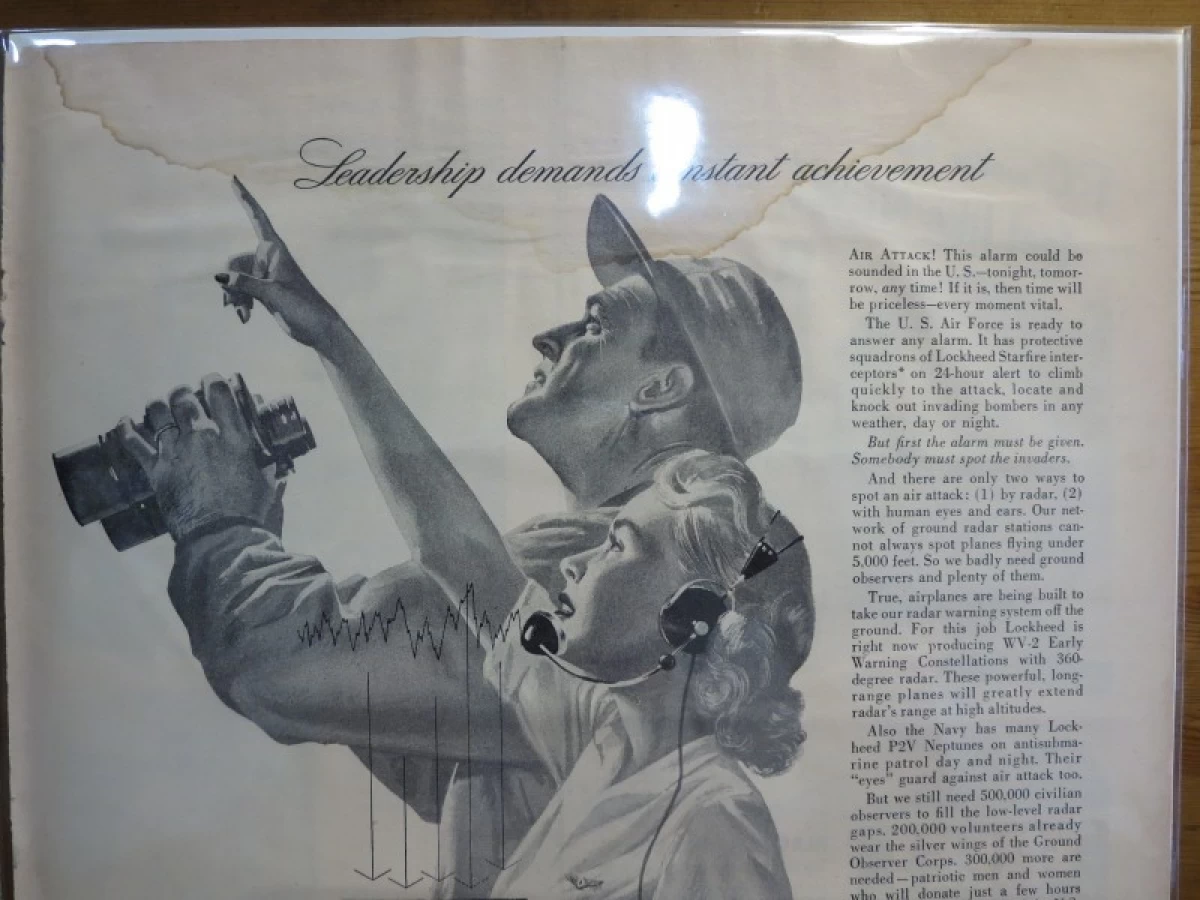 Leadership demands nstant achievement
AIR ATTACK! This alarm could be
sounded in the U. S.—tonight, tomor-
row, any time! If it is, then time will
be priceless—every moment vital.
The U. S. Air Force is ready to
answer any alarm. It has protective
squadrons of Lockheed Starfire inter-
ceptors* on 24-hour alert to climb
quickly to the attack, locate and
knock out invading bombers in any
weather, day or night.
But first the alarm must be given.
Somebody must spot the invaders.
And there are only two ways to
spot an air attack: (1) by radar, (2)
with human eyes and ears. Our net-
work of ground radar stations can-
not always spot planes flying under
5,000 feet. So we badly need ground
observers and plenty of them.
True, airplanes are being built to
take our radar warning system off the
ground. For this job Lockheed is
right now producing WV-2 Early
Warning Constellations with 360-
degree radar. These powerful, long-
range planes will greatly extend
radar's range at high altitudes.
Also the Navy has many Lock-
heed P2V Neptunes on antisubma-
rine patrol day and night. Their
"eyes" guard against air attack too.
But we still need 500,000 civilian
observers to fill the low-level radar
gaps. 200,000 volunteers already
wear the silver wings of the Ground
Observer Corps. 300,000 more are
needed—patriotic men and women
who will donate just a few hours